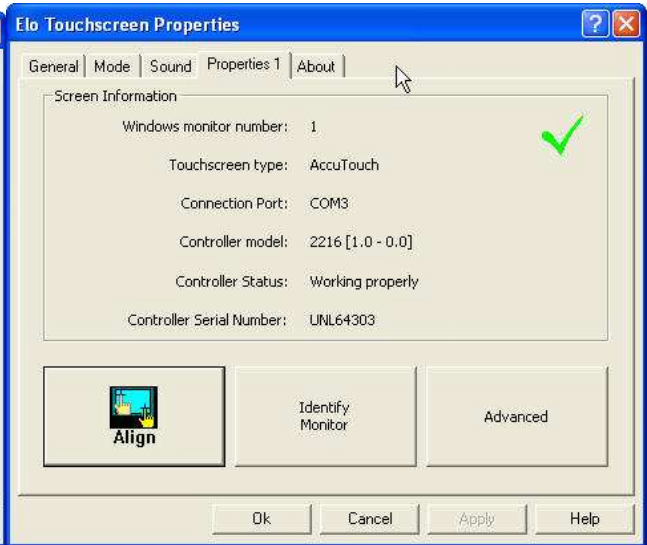 Elo Touchscreen Properties
General Mode Sound Properties 1 About
Screen Information
Windows monitor number: 1
Touchscreen type: AccuTouch
Connection Port: COM3
Controller model: 2216 [1.0 - 0.0]
Controller Status: Working properly
Controller Serial Number: UNL64303
Align
Identify
Monitor
Advanced
Ok Cancel Apply Help